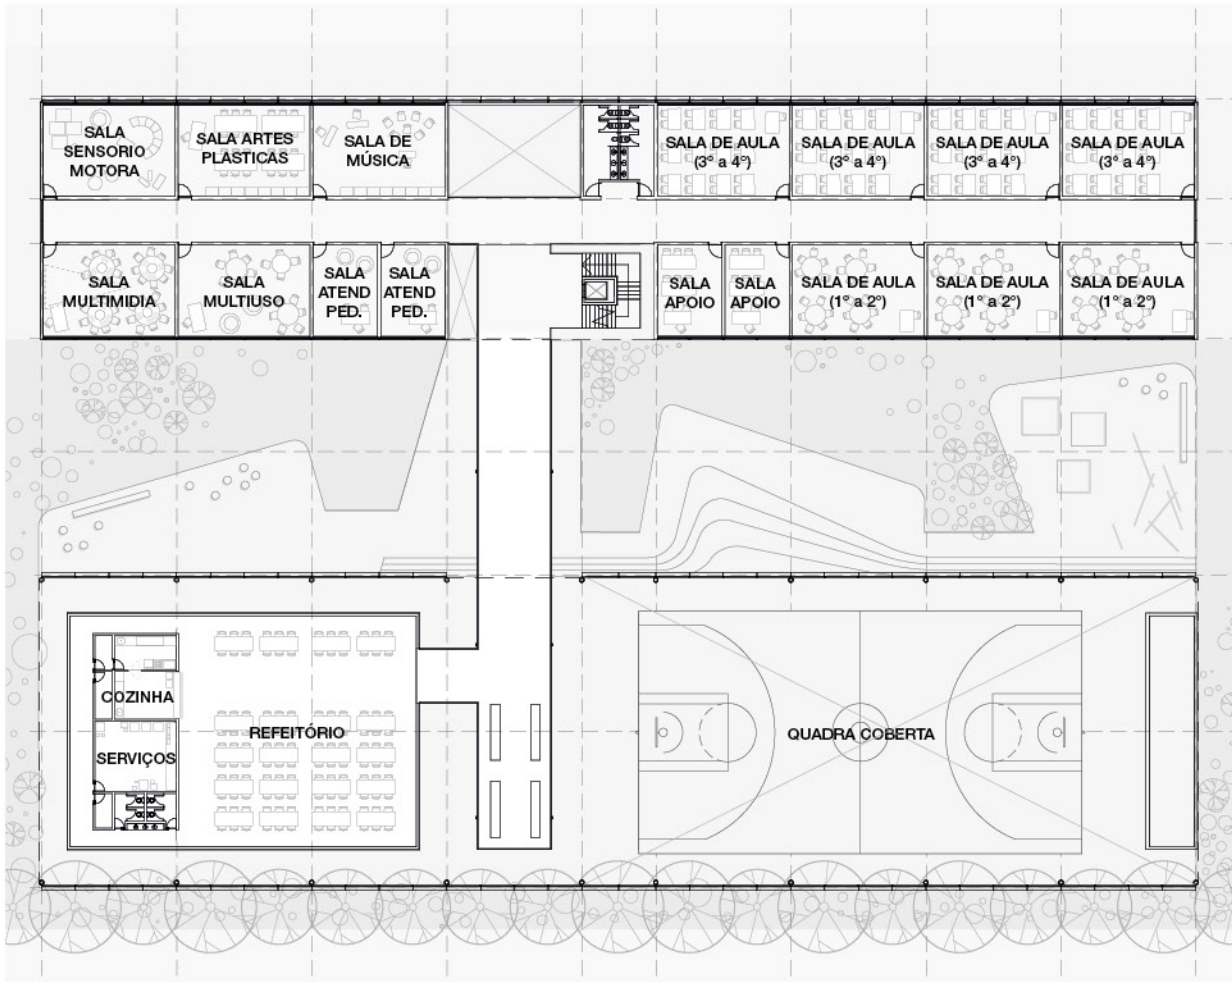 SALA
SENSORIO
MOTORA
SALA ARTES
PLASTICAS
SALA DE
MÚSICA
SALA DE AULA
(3° a 4°)
SALA DE AULA
(3° a 4°)
SALA DE AULA
(3° a 4°)
SALA DE AULA
(3° a 4°)
SALA
MULTIMIDIA
SALA
MULTIUSO
SALA
ATEND
PED.
SALA
ATEND
PED.
SALA
APOIO
SALA
APOIO
SALA DE AULA
(1° a 2°)
SALA DE AULA
(1° a 2°)
SALA DE AULA
(1° a 2°)
COZINHA
SERVIÇOS
REFEITÓRIO
QUADRA COBERTA